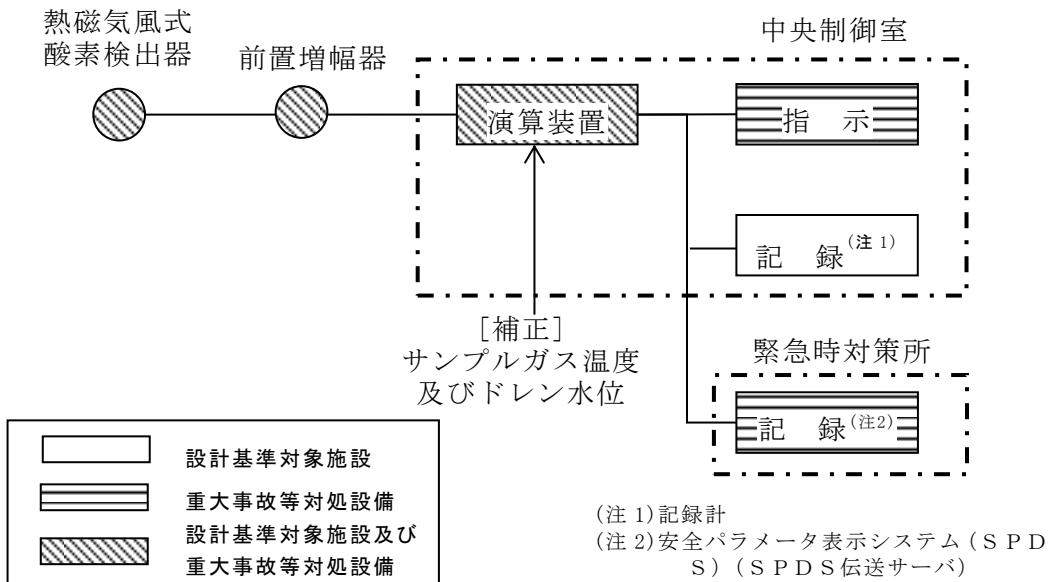 熱磁気風式
酸素検出器
前置増幅器
中央制御室
演算装置
指　示
記　録(注1)
[補正]
サンプルガス温度
及びドレン水位
緊急時対策所
記　録(注2)
設計基準対象施設
重大事故等対処設備
設計基準対象施設及び
重大事故等対処設備
(注 1)記録計
(注 2)安全パラメータ表示システム(ＳＰＤ
Ｓ)(ＳＰＤＳ伝送サーバ)